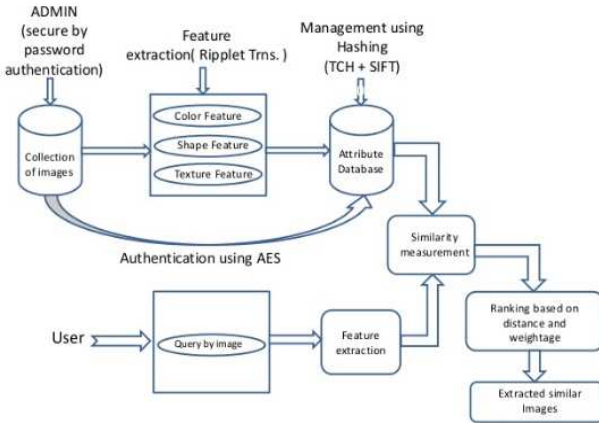 ADMIN
(secure by
password
authentication)
Feature
extraction( Ripplet Trns. )
Management using
Hashing
(TCH + SIFT)
Collection
of images
Color Feature
Shape Feature
Texture Feature
Attribute
Database
Authentication using AES
Similarity
measurement
User
Query by image
Feature
extraction
Ranking based on
distance and
weightage
Extracted similar
Images